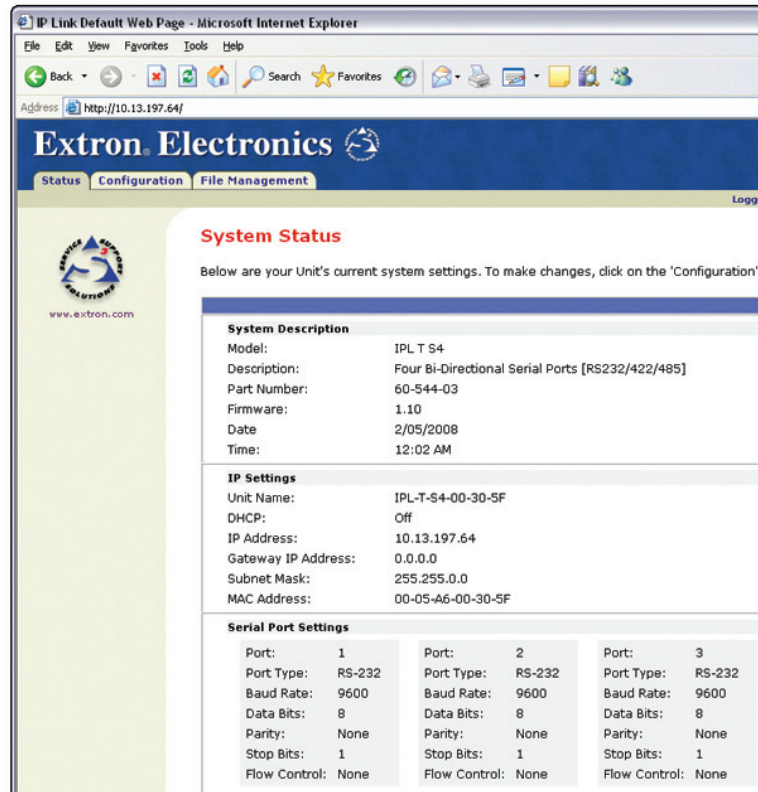 IP Link Default Web Page - Microsoft Internet Explorer
File Edit View Favorites Tools Help
Back Search Favorites
Address http://10.13.197.64/
Extron® Electronics
Status Configuration File Management
Logg
SERVICE SUPPORT SOLUTIONS
S3
www.extron.com
System Status
Below are your Unit's current system settings. To make changes, click on the 'Configuration'
System Description
Model: IPL T S4
Description: Four Bi-Directional Serial Ports [RS232/422/485]
Part Number: 60-544-03
Firmware: 1.10
Date 2/05/2008
Time: 12:02 AM
IP Settings
Unit Name: IPL-T-S4-00-30-5F
DHCP: Off
IP Address: 10.13.197.64
Gateway IP Address: 0.0.0.0
Subnet Mask: 255.255.0.0
MAC Address: 00-05-A6-00-30-5F
Serial Port Settings
Port: 1 Port: 2 Port: 3
Port Type: RS-232 Port Type: RS-232 Port Type: RS-232
Baud Rate: 9600 Baud Rate: 9600 Baud Rate: 9600
Data Bits: 8 Data Bits: 8 Data Bits: 8
Parity: None Parity: None Parity: None
Stop Bits: 1 Stop Bits: 1 Stop Bits: 1
Flow Control: None Flow Control: None Flow Control: None